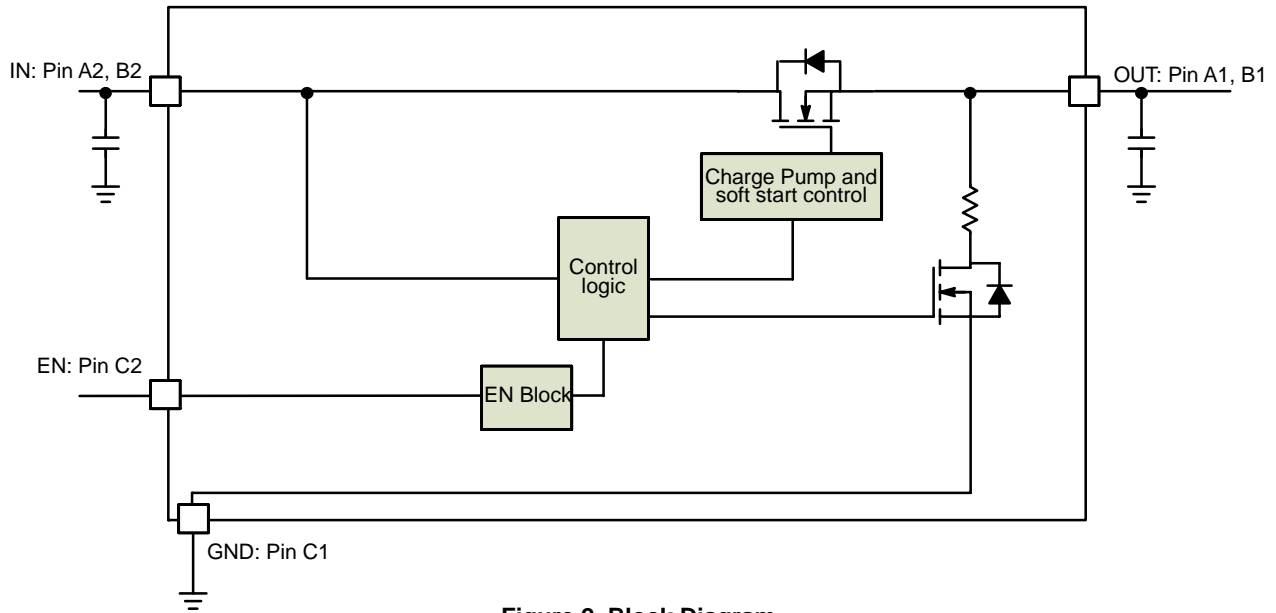 IN: Pin A2, B2
OUT: Pin A1, B1
Charge Pump and
soft start control
Control
logic
EN: Pin C2
EN Block
GND: Pin C1
Figure 2. Block Diagram